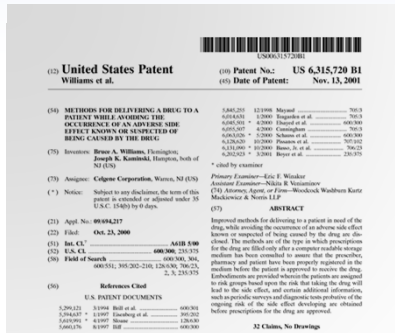 US006315720B1
(12) United States Patent
Williams et al.
(10) Patent No.: US 6,315,720 B1
(45) Date of Patent: Nov. 13, 2001
(54) METHODS FOR DELIVERING A DRUG TO A
PATIENT WHILE AVOIDING THE
OCCURRENCE OF AN ADVERSE SIDE
EFFECT KNOWN OR SUSPECTED OF
BEING CAUSED BY THE DRUG
(75) Inventors: Bruce A. Williams, Flemington;
Joseph K. Kaminski, Hampton, both of
NJ (US)
(73) Assignee: Celgene Corporation, Warren, NJ (US)
(*) Notice: Subject to any disclaimer, the term of this
patent is extended or adjusted under 35
U.S.C. 154(b) by 0 days.
(21) Appl. No.: 09/694,217
(22) Filed: Oct. 23, 2000
(51) Int. Cl.7 A61B 5/00
(52) U.S. Cl. 600/300; 235/375
(58) Field of Search 600/300, 304,
(56) References Cited
U.S. PATENT DOCUMENTS
* cited by examiner
Primary Examiner—Eric F. Winakur
Assistant Examiner—Nikita R Veniaminov
(74) Attorney, Agent, or Firm—Woodcock Washburn Kurtz
Mackiewicz & Norris LLP
(57) ABSTRACT
Improved methods for delivering to a patient in need of the
drug, while avoiding the occurrence of an adverse side effect
known or suspected of being caused by the drug are dis-
closed. The methods are of the type in which prescriptions
for the drug are filled only after a computer readable storage
medium has been consulted to assure that the prescriber,
pharmacy and patient have been properly registered in the
medium before the patient is approved to receive the drug.
Embodiments are provided wherein the patients are assigned
to risk groups based upon the risk that taking the drug will
lead to the side effect, and certain additional information,
such as periodic surveys and diagnostic tests probative of the
ongoing risk of the side effect developing are obtained
before prescriptions for the drug are approved.
32 Claims, No Drawings